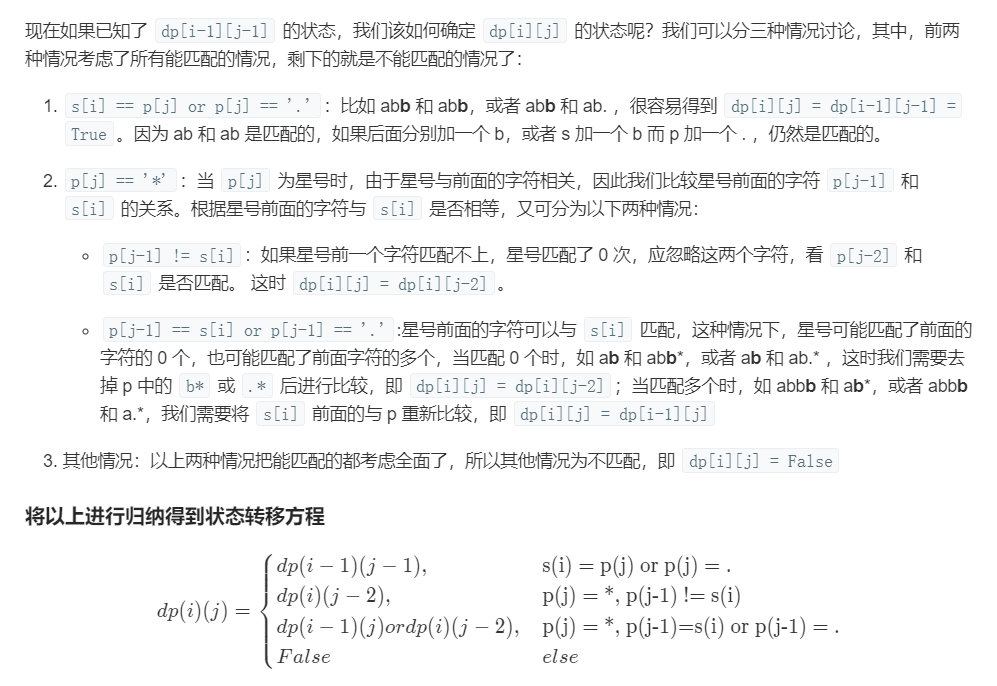 现在如果已知了 dp[i-1][j-1] 的状态，我们该如何确定 dp[i][j] 的状态呢？我们可以分三种情况讨论，其中，前两
种情况考虑了所有能匹配的情况，剩下的就是不能匹配的情况了：
1. s[i] == p[j] or p[j] == '.' ：比如 abb 和 abb，或者 abb 和 ab. ，很容易得到 dp[i][j] = dp[i-1][j-1] =
True 。因为 ab 和 ab 是匹配的，如果后面分别加一个 b，或者 s 加一个 b 而 p 加一个 . ，仍然是匹配的。
2. p[j] == '*' ：当 p[j] 为星号时，由于星号与前面的字符相关，因此我们比较星号前面的字符 p[j-1] 和
s[i] 的关系。根据星号前面的字符与 s[i] 是否相等，又可分为以下两种情况：
○ p[j-1] != s[i] ：如果星号前一个字符匹配不上，星号匹配了 0 次，应忽略这两个字符，看 p[j-2] 和
s[i] 是否匹配。 这时 dp[i][j] = dp[i][j-2] 。
○ p[j-1] == s[i] or p[j-1] == '.' :星号前面的字符可以与 s[i] 匹配，这种情况下，星号可能匹配了前面的
字符的 0 个，也可能匹配了前面字符的多个，当匹配 0 个时，如 ab 和 abb*，或者 ab 和 ab.* ，这时我们需要去
掉 p 中的 b* 或 .* 后进行比较，即 dp[i][j] = dp[i][j-2] ；当匹配多个时，如 abbb 和 ab*，或者 abbb
和 a.*，我们需要将 s[i] 前面的与 p 重新比较，即 dp[i][j] = dp[i-1][j]
3. 其他情况：以上两种情况把能匹配的都考虑全面了，所以其他情况为不匹配，即 dp[i][j] = False
将以上进行归纳得到状态转移方程
dp(i)(j) = { dp(i − 1)(j − 1), s(i) = p(j) or p(j) = .
dp(i)(j − 2), p(j) = *, p(j-1) != s(i)
dp(i − 1)(j)ordp(i)(j − 2), p(j) = *, p(j-1)=s(i) or p(j-1) = .
False else